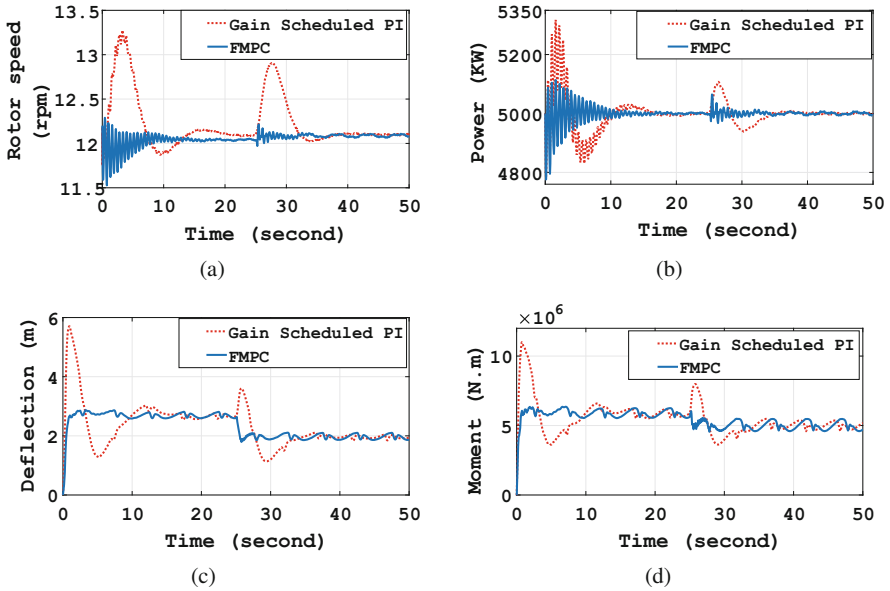 13.5
13
12.5
12
11.5
0 10 20 30 40 50
Rotor speed
(rpm)
Time (second)
Gain Scheduled PI
FMPC
(a)
5350
5200
5000
4800
0 10 20 30 40 50
Power (KW)
Time (second)
Gain Scheduled PI
FMPC
(b)
6
4
2
0
0 10 20 30 40 50
Deflection (m)
Time (second)
Gain Scheduled PI
FMPC
(c)
×10⁶
10
5
0
0 10 20 30 40 50
Moment (N.m)
Time (second)
Gain Scheduled PI
FMPC
(d)